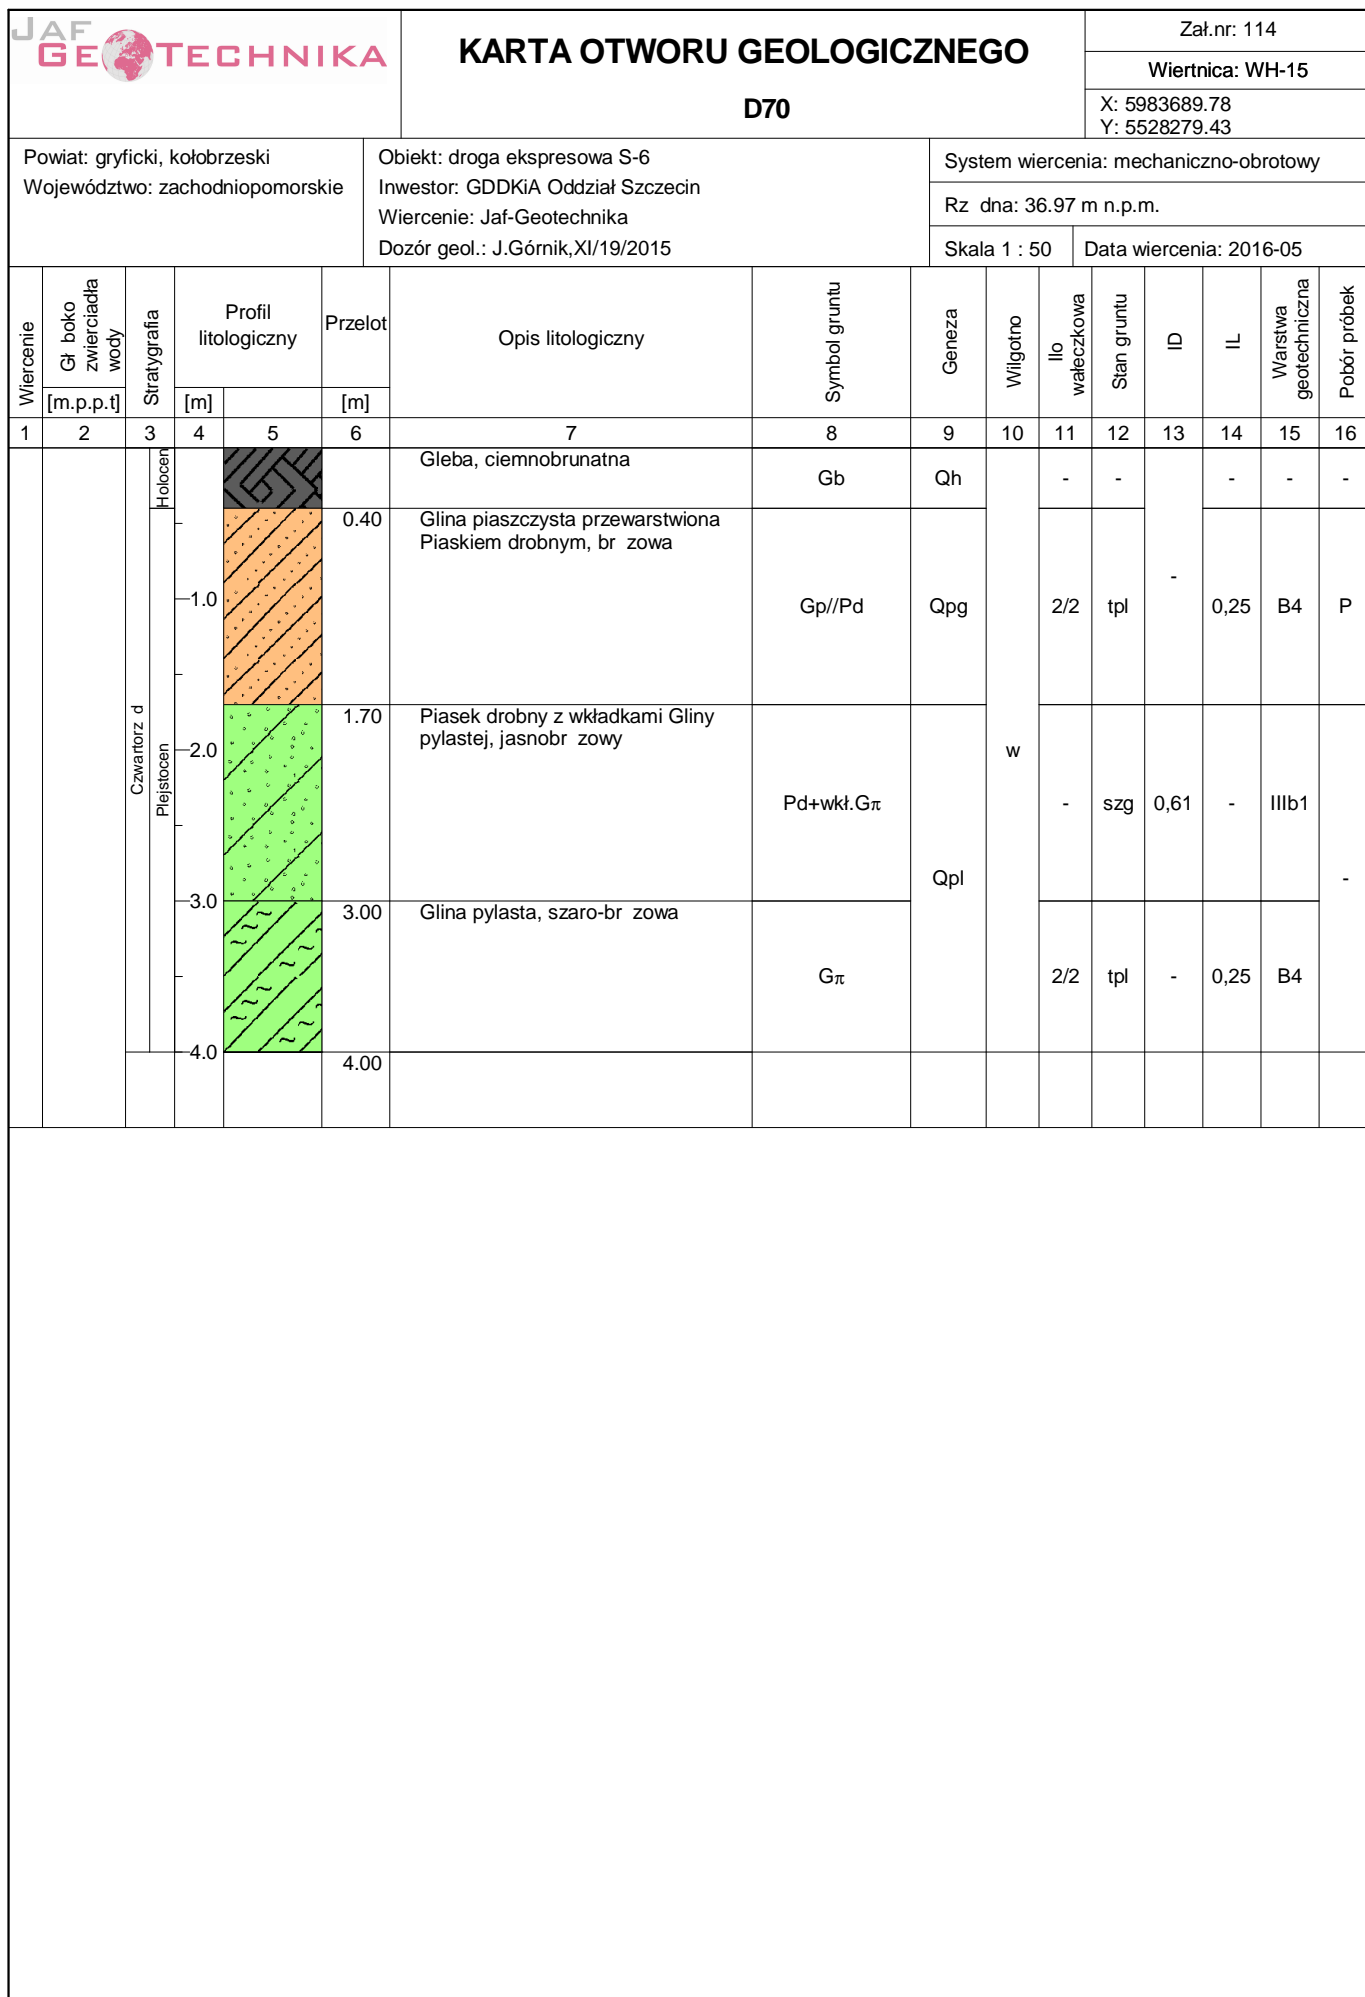 JAF
GEOTECHNIKA
KARTA OTWORU GEOLOGICZNEGO
D70
Zał.nr: 114
Wiertnica: WH-15
X: 5983689.78
Y: 5528279.43
Powiat: gryficki, kołobrzeski
Województwo: zachodniopomorskie
Obiekt: droga ekspresowa S-6
Inwestor: GDDKiA Oddział Szczecin
Wiercenie: Jaf-Geotechnika
Dozór geol.: J.Górnik,XI/19/2015
System wiercenia: mechaniczno-obrotowy
Rz dna: 36.97 m n.p.m.
Skala 1 : 50
Data wiercenia: 2016-05
Wiercenie
Gł boko
zwierciadła
wody
[m.p.p.t]
Stratygrafia
Profil
litologiczny
[m]
Przelot
[m]
Opis litologiczny
Symbol gruntu
Geneza
Wilgotno
Ilo
wałeczkowa
Stan gruntu
ID
IL
Warstwa
geotechniczna
Pobór próbek
1 2 3 4 5 6 7 8 9 10 11 12 13 14 15 16
Holocen
Gleba, ciemnobrunatna
Gb Qh - - - - -
0.40 Glina piaszczysta przewarstwiona
Piaskiem drobnym, br zowa
-
1.0 Gp//Pd Qpg 2/2 tpl 0,25 B4 P
1.70 Piasek drobny z wkładkami Gliny
pylastej, jasnobr zowy
Czwartorz d
Plejstocen
2.0 w
Pd+wkł.Gπ - szg 0,61 - IIIb1
Qpl -
3.0
3.00 Glina pylasta, szaro-br zowa
Gπ 2/2 tpl - 0,25 B4
4.0
4.00